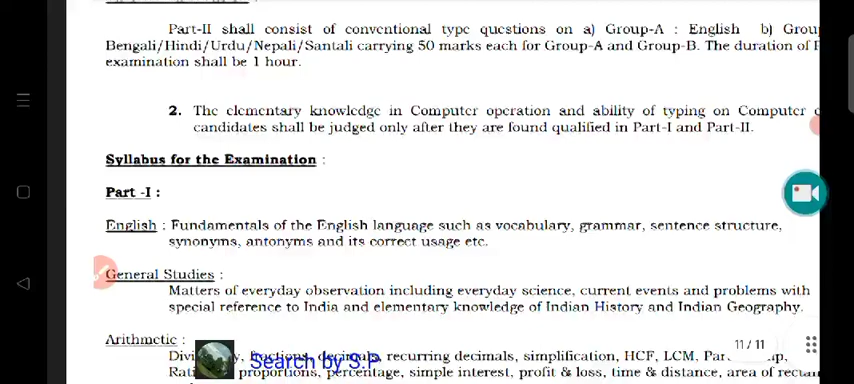 Part-II shall consist of conventional type questions on a) Group-A : English b)
Bengali/Hindi/Urdu/Nepali/Santali carrying 50 marks each for Group-A and Group-B. The duration of
examination shall be 1 hour.
2. The elementary knowledge in Computer operation and ability of typing on Computer
candidates shall be judged only after they are found qualified in Part-I and Part-II.
Syllabus for the Examination :
Part -I :
English : Fundamentals of the English language such as vocabulary, grammar, sentence structure,
synonyms, antonyms and its correct usage etc.
General Studies :
Matters of everyday observation including everyday science, current events and problems with
special reference to India and elementary knowledge of Indian History and Indian Geography.
Arithmetic :
11/11
fractions, decimals, recurring decimals, simplification, HCF, LCM,
Search by S.P
proportions, percentage, simple interest, profit & loss, time & distance, area of